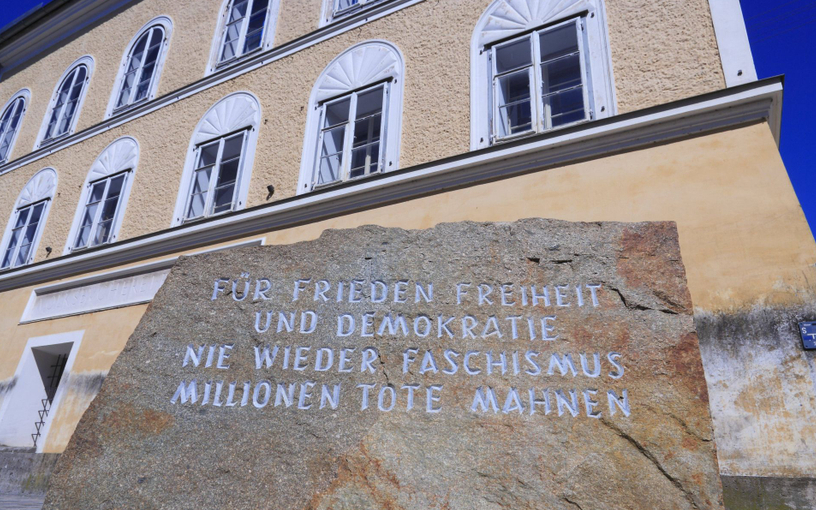 FÜR FRIEDEN FREIHEIT
UND DEMOKRATIE
NIE WIEDER FASCHISMUS
MILLIONEN TOTE MAHNEN